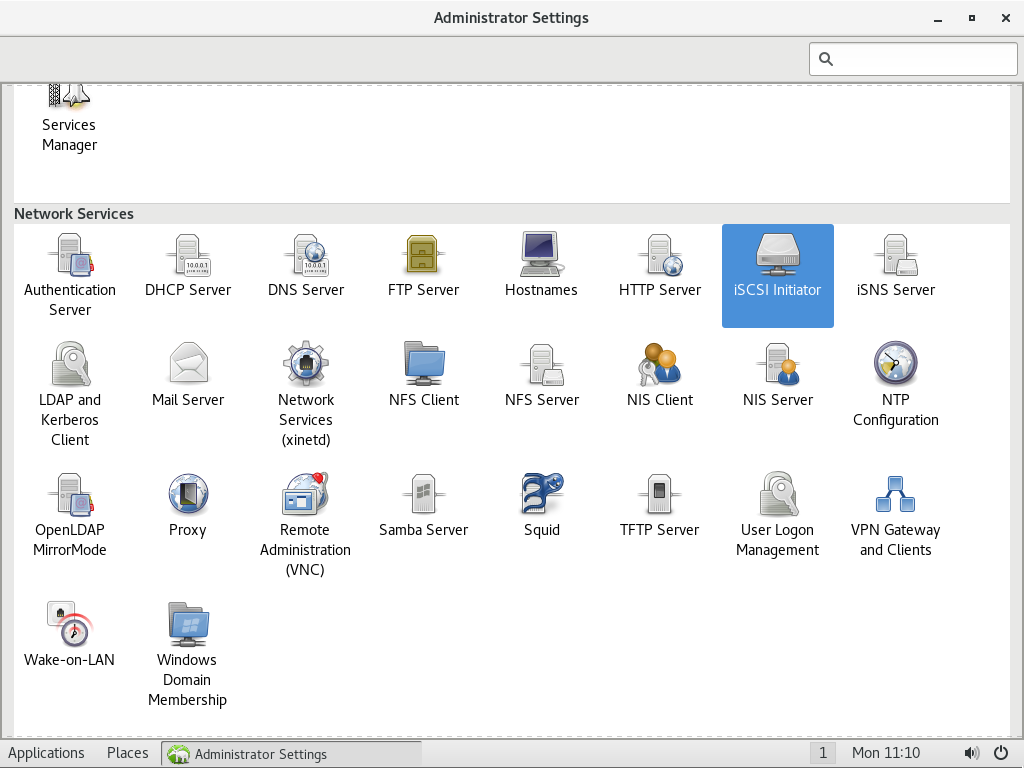 Administrator Settings
Services
Manager
Network Services
Authentication
Server
DHCP Server
DNS Server
FTP Server
Hostnames
HTTP Server
iSCSI Initiator
iSNS Server
LDAP and
Kerberos
Client
Mail Server
Network
Services
(xinetd)
NFS Client
NFS Server
NIS Client
NIS Server
NTP
Configuration
OpenLDAP
MirrorMode
Proxy
Remote
Administration
(VNC)
Samba Server
Squid
TFTP Server
User Logon
Management
VPN Gateway
and Clients
Wake-on-LAN
Windows
Domain
Membership
Applications Places Administrator Settings 1 Mon 11:10